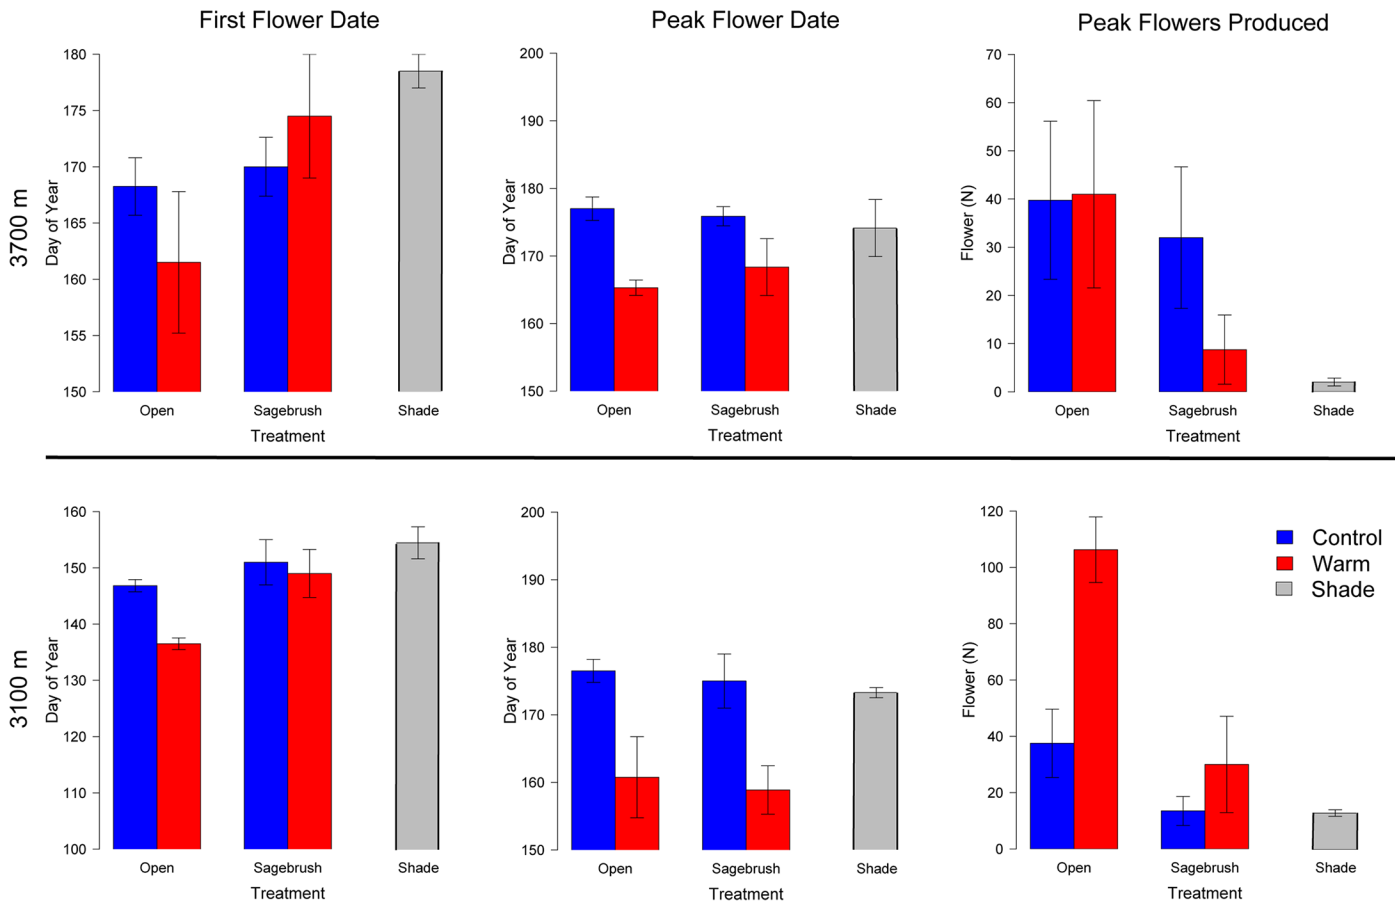 First Flower Date
Peak Flower Date
Peak Flowers Produced
3700 m
Day of Year
180
175
170
165
160
155
150
Open
Sagebrush
Shade
Treatment
Day of Year
200
190
180
170
160
150
Open
Sagebrush
Shade
Treatment
Flower (N)
70
60
50
40
30
20
10
0
Open
Sagebrush
Shade
Treatment
3100 m
Day of Year
160
150
140
130
120
110
100
Open
Sagebrush
Shade
Treatment
Day of Year
200
190
180
170
160
150
Open
Sagebrush
Shade
Treatment
Flower (N)
120
100
80
60
40
20
0
Open
Sagebrush
Shade
Treatment
Control
Warm
Shade